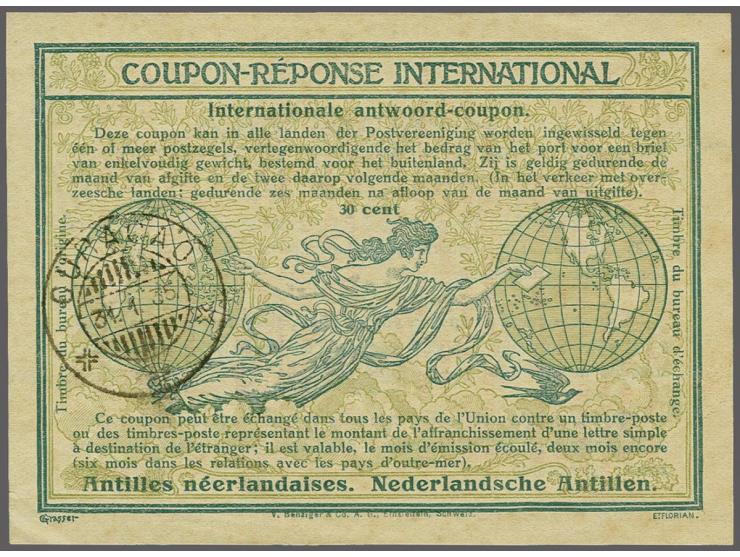 COUPON-RÉPONSE INTERNATIONAL
Internationale antwoord-coupon.
Deze coupon kan in alle landen der Postvereeniging worden ingewisseld tegen
één of meer postzegels, vertegenwoordigende het bedrag van het port voor een brief
van enkelvoudig gewicht, bestemd voor het buitenland. Zij is geldig gedurende de
maand van afgifte en de twee daarop volgende maanden. (In het verkeer met over-
zeesche landen: gedurende zes maanden na afloop van de maand van uitgifte).
30 cent
Timbre du bureau d'origine.
CURAÇAO
31.1.35
Timbre du bureau d'échange.
Ce coupon peut être échangé dans tous les pays de l'Union contre un timbre-poste
ou des timbres-poste représentant le montant de l'affranchissement d'une lettre simple
à destination de l'étranger; il est valable, le mois d'émission écoulé, deux mois encore
(six mois dans les relations avec les pays d'outre-mer).
Antilles néerlandaises. Nederlandsche Antillen.
Grasset
V. Benziger & Co. A. G., Einsiedeln, Schweiz.
E. FLORIAN.